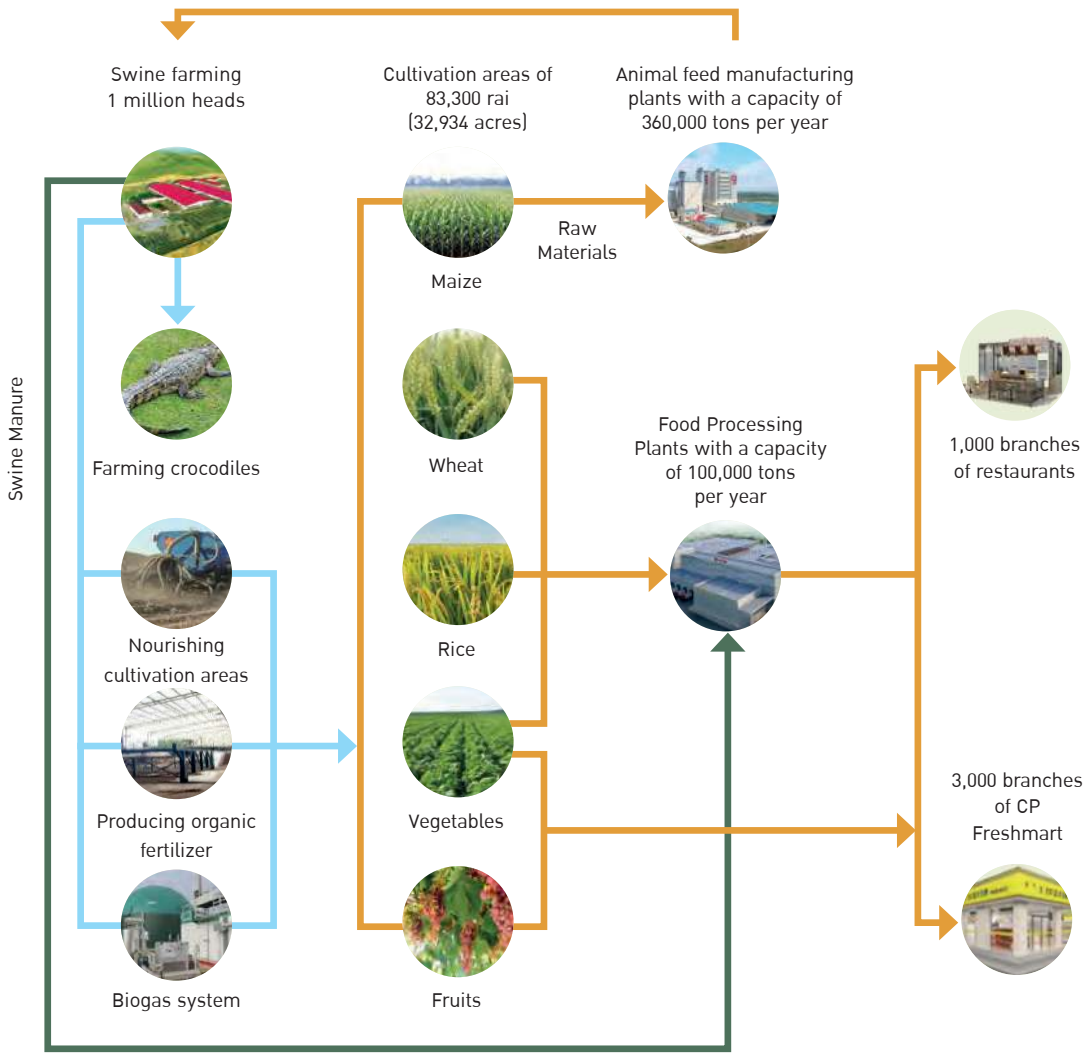 Swine farming
1 million heads
Cultivation areas of
83,300 rai
(32,934 acres)
Animal feed manufacturing
plants with a capacity of
360,000 tons per year
Raw
Materials
Maize
Swine Manure
Farming crocodiles
Wheat
Food Processing
Plants with a capacity
of 100,000 tons
per year
1,000 branches
of restaurants
Nourishing
cultivation areas
Rice
Producing organic
fertilizer
Vegetables
3,000 branches
of CP
Freshmart
Biogas system
Fruits